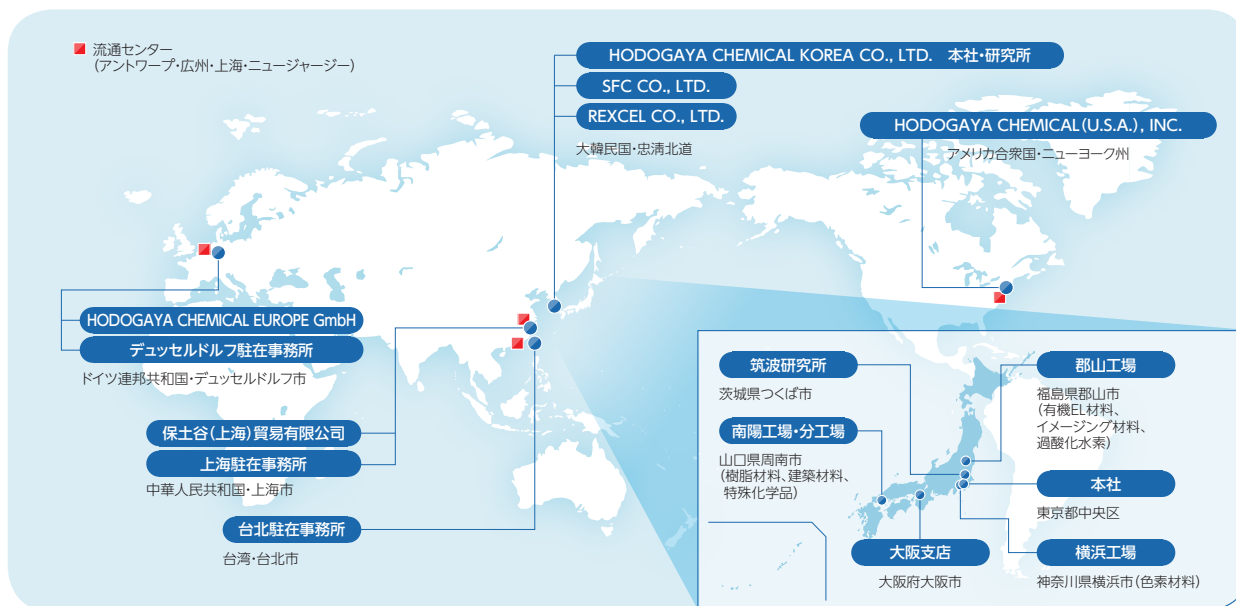 流通センター
(アントワープ・広州・上海・ニュージャージー)
HODOGAYA CHEMICAL KOREA CO., LTD. 本社・研究所
SFC CO., LTD.
REXCEL CO., LTD.
大韓民国・忠清北道
HODOGAYA CHEMICAL(U.S.A.), INC.
アメリカ合衆国・ニューヨーク州
HODOGAYA CHEMICAL EUROPE GmbH
デュッセルドルフ駐在事務所
ドイツ連邦共和国・デュッセルドルフ市
保土谷(上海)貿易有限公司
上海駐在事務所
中華人民共和国・上海市
台北駐在事務所
台湾・台北市
筑波研究所
茨城県つくば市
南陽工場・分工場
山口県周南市
(樹脂材料、建築材料、
特殊化学品)
大阪支店
大阪府大阪市
郡山工場
福島県郡山市
(有機EL材料、
イメージング材料、
過酸化水素)
本社
東京都中央区
横浜工場
神奈川県横浜市(色素材料)